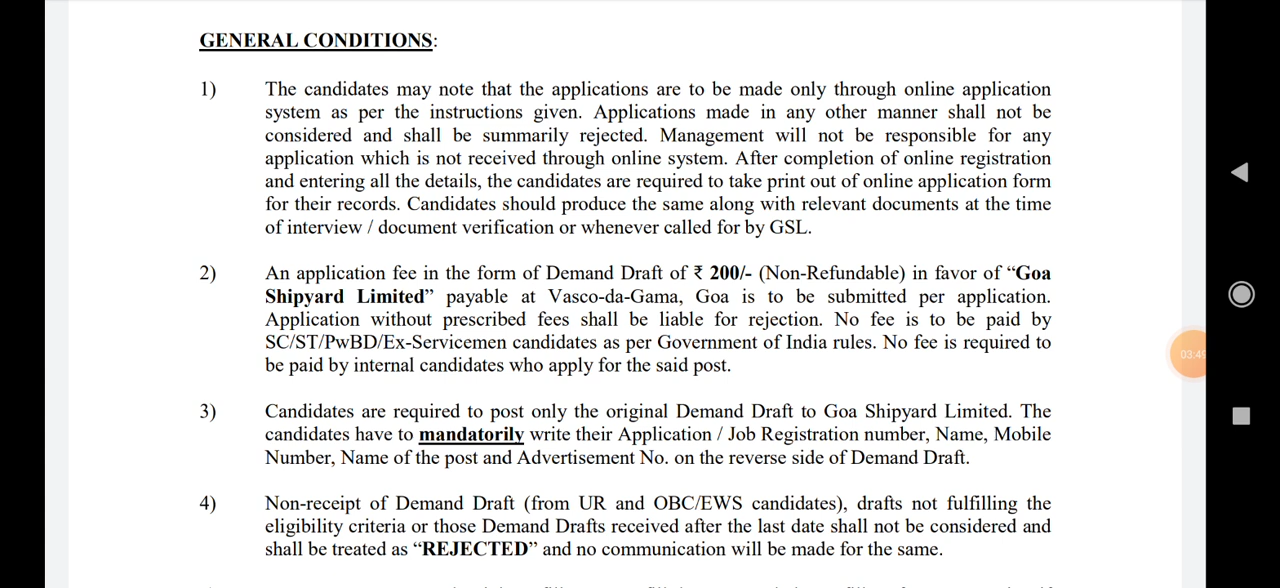 GENERAL CONDITIONS:
1) The candidates may note that the applications are to be made only through online application
system as per the instructions given. Applications made in any other manner shall not be
considered and shall be summarily rejected. Management will not be responsible for any
application which is not received through online system. After completion of online registration
and entering all the details, the candidates are required to take print out of online application form
for their records. Candidates should produce the same along with relevant documents at the time
of interview / document verification or whenever called for by GSL.
2) An application fee in the form of Demand Draft of ₹ 200/- (Non-Refundable) in favor of “Goa
Shipyard Limited” payable at Vasco-da-Gama, Goa is to be submitted per application.
Application without prescribed fees shall be liable for rejection. No fee is to be paid by
SC/ST/PwBD/Ex-Servicemen candidates as per Government of India rules. No fee is required to
be paid by internal candidates who apply for the said post.
3) Candidates are required to post only the original Demand Draft to Goa Shipyard Limited. The
candidates have to mandatorily write their Application / Job Registration number, Name, Mobile
Number, Name of the post and Advertisement No. on the reverse side of Demand Draft.
4) Non-receipt of Demand Draft (from UR and OBC/EWS candidates), drafts not fulfilling the
eligibility criteria or those Demand Drafts received after the last date shall not be considered and
shall be treated as “REJECTED” and no communication will be made for the same.